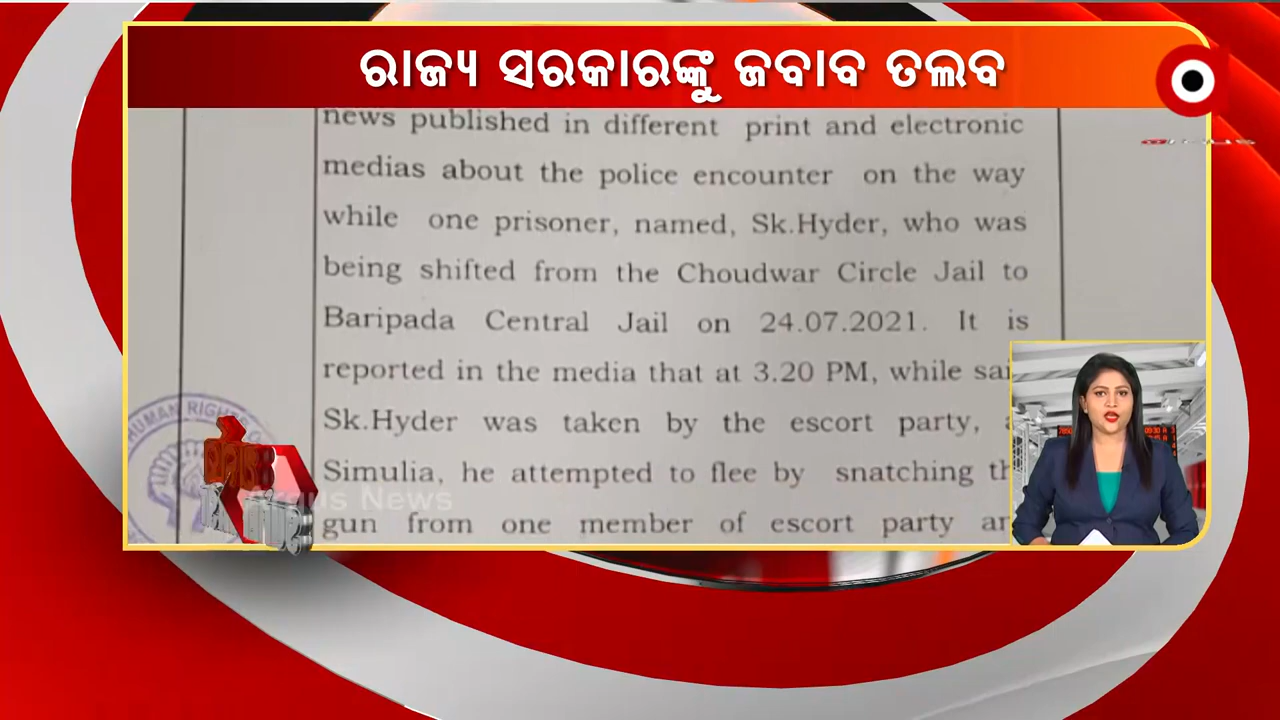 ରାଜ୍ୟ ସରକାରଙ୍କୁ ଜବାବ ତଲବ
news published in different print and electronic
medias about the police encounter on the way
while one prisoner, named, Sk.Hyder, who was
being shifted from the Choudwar Circle Jail to
Baripada Central Jail on 24.07.2021. It is
reported in the media that at 3.20 PM, while
Sk.Hyder was taken by the escort party,
Simulia, he attempted to flee by snatching
gun from one member of escort party
HUMAN RIGHTS
Argus News